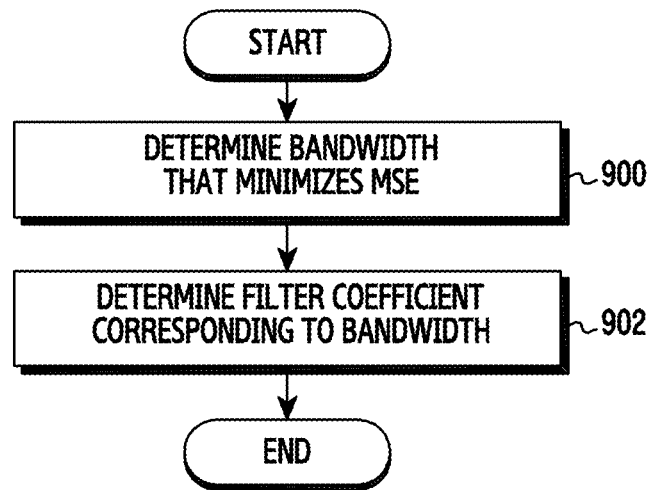 START
DETERMINE BANDWIDTH
THAT MINIMIZES MSE
900
DETERMINE FILTER COEFFICIENT
CORRESPONDING TO BANDWIDTH
902
END